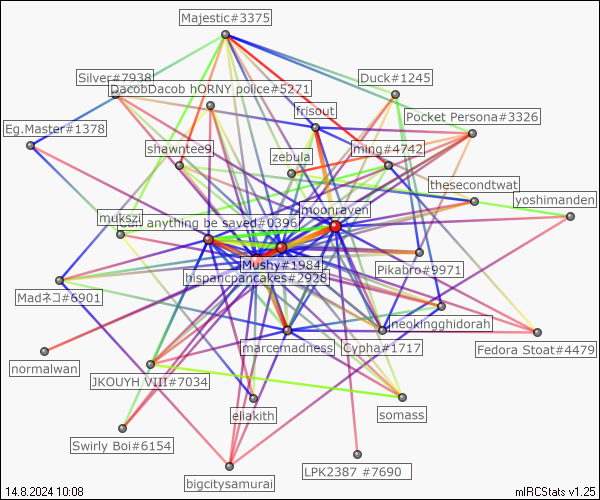 Majestic#3375
Silver#7938
Duck#1245
DacobDacob hORNY police#5271
frisout
Pocket Persona#3326
Eg.Master#1378
shawntee9
ming#4742
zebula
thesecondtwat
yoshimanden
moonraven
mukszi
anything be saved#0396
Mushy#1984
Pikabro#9971
hispancpancakes#2928
Madネコ#6901
neokingghidorah
marcemadness
Cypha#1717
Fedora Stoat#4479
normalwan
JKOUYH VIII#7034
eliakith
somass
Swirly Boi#6154
bigcitysamurai
LPK2387 #7690
14.8.2024 10:08
mIRCStats v1.25